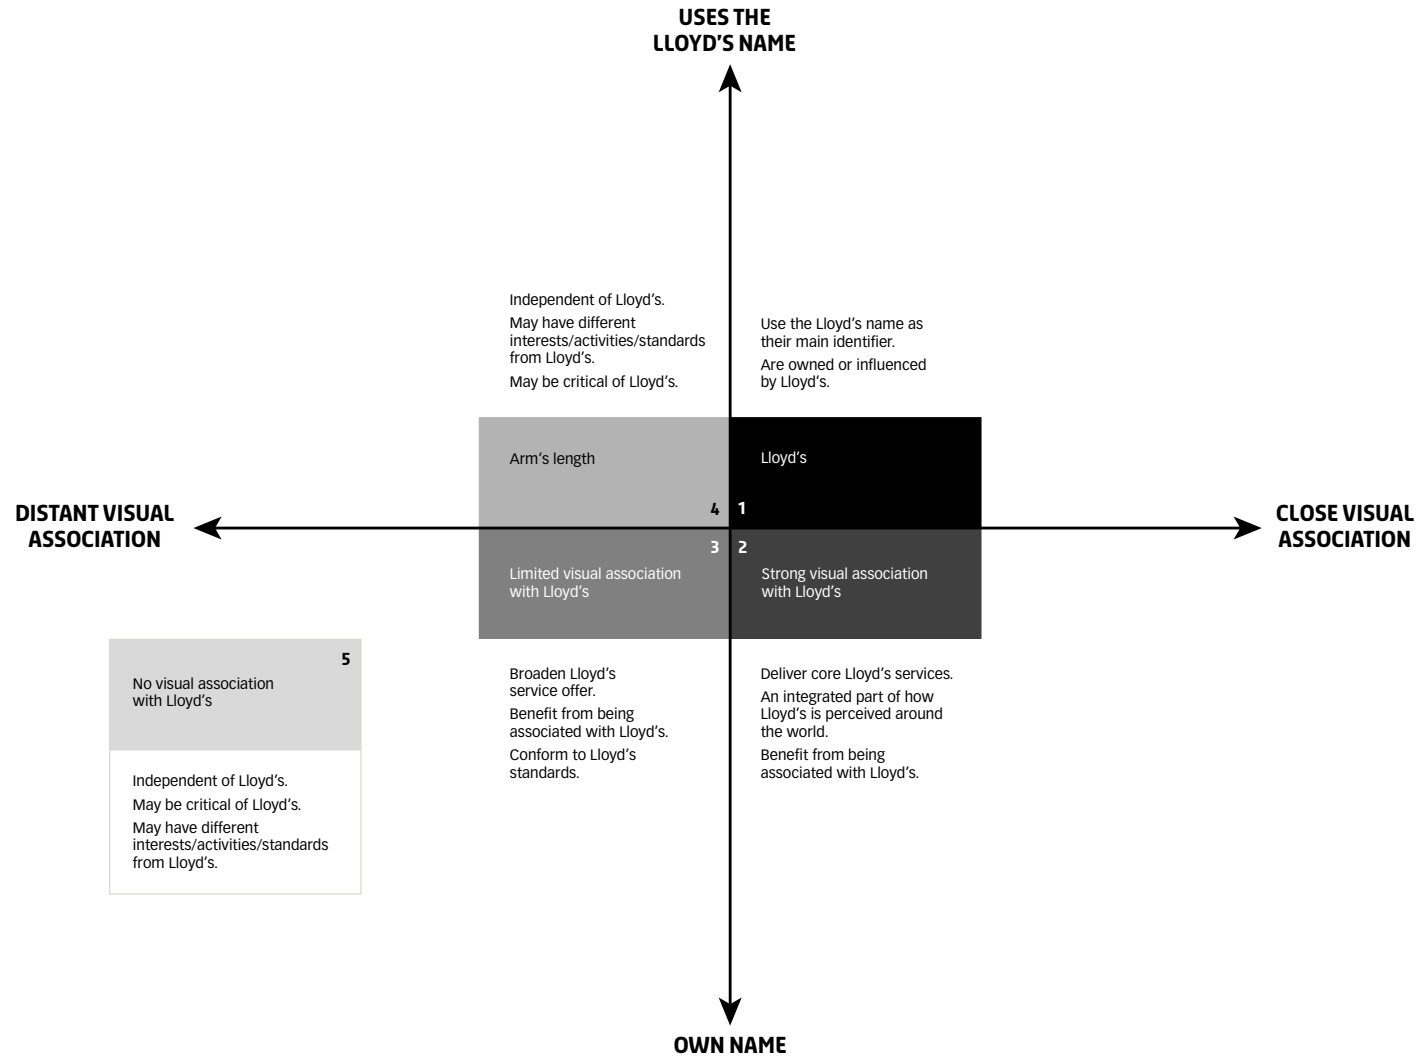 USES THE
LLOYD’S NAME
Independent of Lloyd’s.
May have different
interests/activities/standards
from Lloyd’s.
May be critical of Lloyd’s.
Use the Lloyd’s name as
their main identifier.
Are owned or influenced
by Lloyd’s.
Arm’s length
4
Lloyd’s
1
DISTANT VISUAL
ASSOCIATION
CLOSE VISUAL
ASSOCIATION
3
Limited visual association
with Lloyd’s
2
Strong visual association
with Lloyd’s
5
No visual association
with Lloyd’s
Independent of Lloyd’s.
May be critical of Lloyd’s.
May have different
interests/activities/standards
from Lloyd’s.
Broaden Lloyd’s
service offer.
Benefit from being
associated with Lloyd’s.
Conform to Lloyd’s
standards.
Deliver core Lloyd’s services.
An integrated part of how
Lloyd’s is perceived around
the world.
Benefit from being
associated with Lloyd’s.
OWN NAME